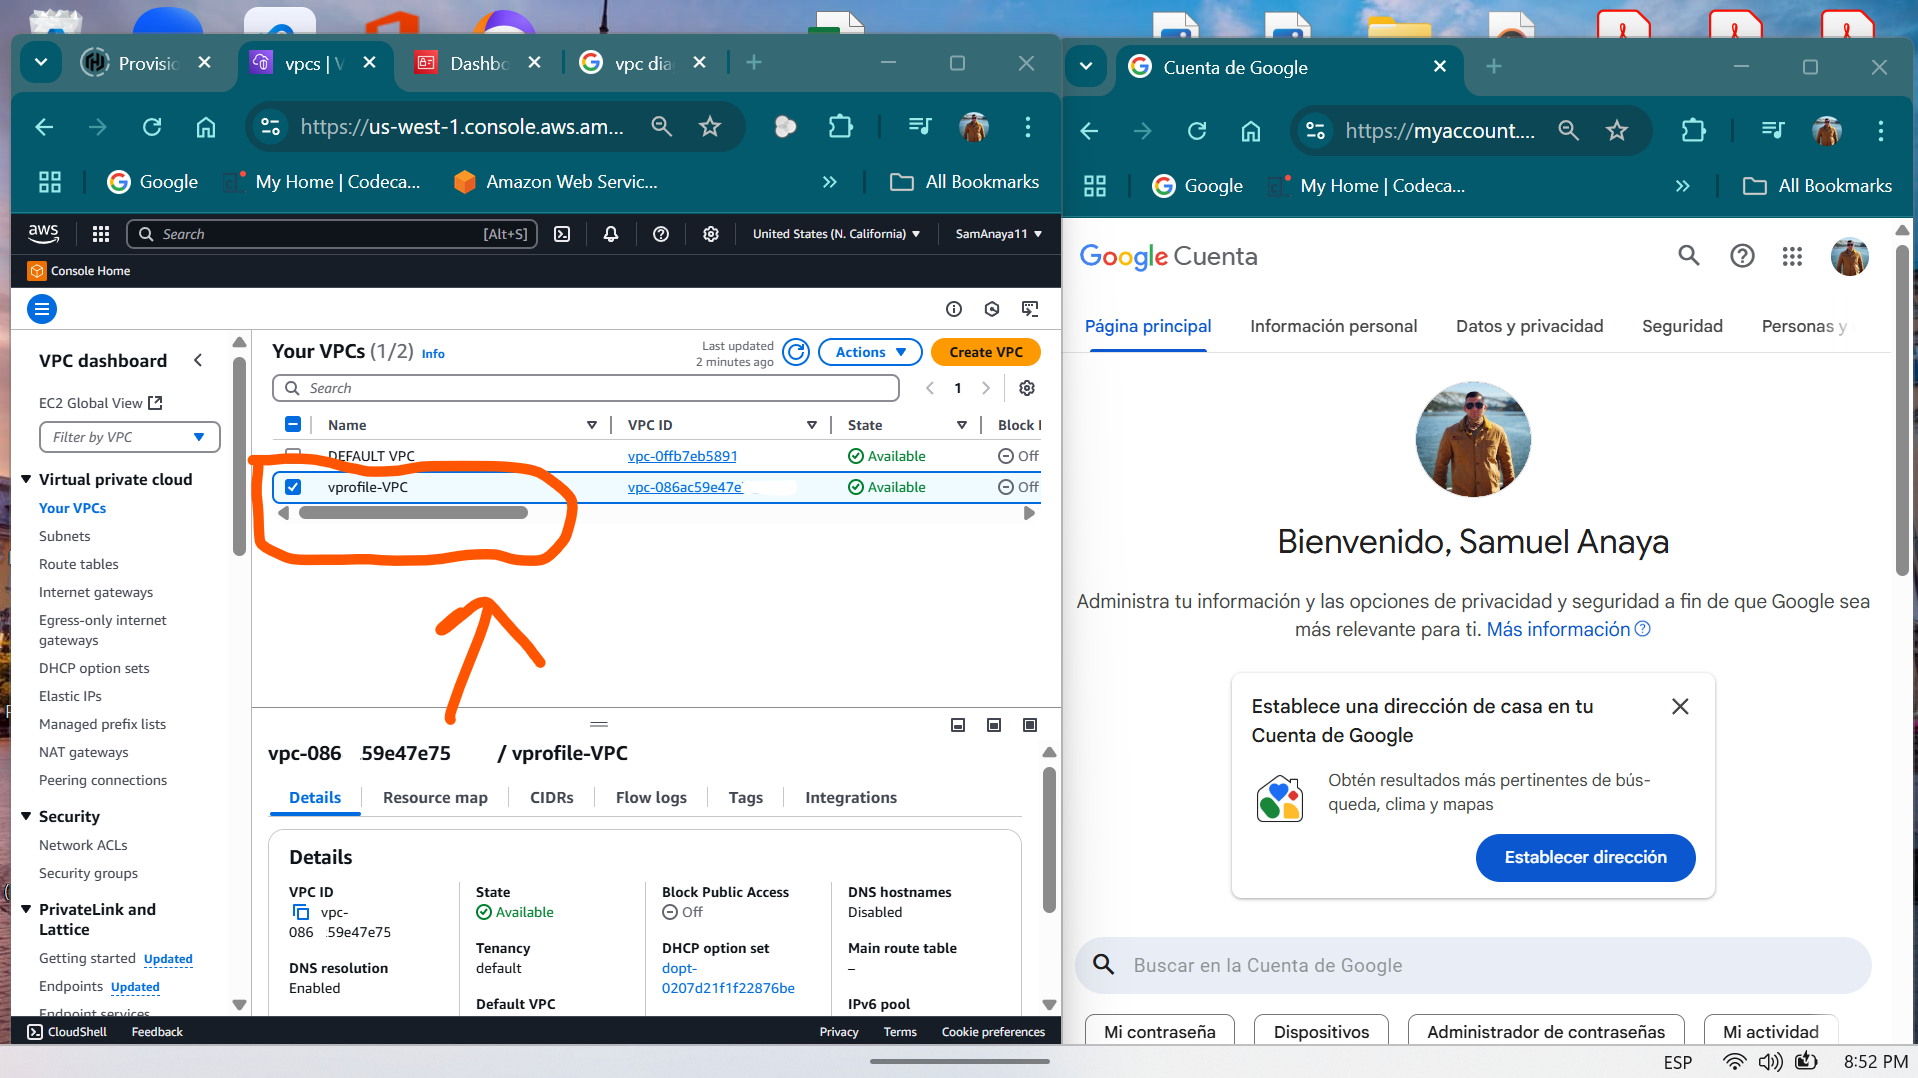 Provisio
vpcs | V
Dashbo
vpc dia
https://us-west-1.console.aws.am...
Google
My Home | Codeca...
Amazon Web Servic...
All Bookmarks
aws
Search
[Alt+S]
United States (N. California)
SamAnaya11
Console Home
VPC dashboard
EC2 Global View
Filter by VPC
Virtual private cloud
Your VPCs
Subnets
Route tables
Internet gateways
Egress-only internet
gateways
DHCP option sets
Elastic IPs
Managed prefix lists
NAT gateways
Peering connections
Security
Network ACLs
Security groups
PrivateLink and
Lattice
Getting started Updated
Endpoints Updated
Endpoint services
Your VPCs (1/2) Info
Last updated
2 minutes ago
Actions
Create VPC
Search
1
Name VPC ID State Block
DEFAULT VPC vpc-0ffb7eb5891 Available Off
vprofile-VPC vpc-086ac59e47e Available Off
vpc-086 59e47e75 / vprofile-VPC
Details Resource map CIDRs Flow logs Tags Integrations
Details
VPC ID
vpc-
086 59e47e75
DNS resolution
Enabled
State
Available
Tenancy
default
Default VPC
Block Public Access
Off
DHCP option set
dopt-
0207d21f1f22876be
DNS hostnames
Disabled
Main route table
–
IPv6 pool
CloudShell Feedback Privacy Terms Cookie preferences
Cuenta de Google
https://myaccount....
Google
My Home | Codeca...
All Bookmarks
Google Cuenta
Página principal Información personal Datos y privacidad Seguridad Personas y
Bienvenido, Samuel Anaya
Administra tu información y las opciones de privacidad y seguridad a fin de que Google sea
más relevante para ti. Más información
Establece una dirección de casa en tu
Cuenta de Google
Obtén resultados más pertinentes de bús-
queda, clima y mapas
Establecer dirección
Buscar en la Cuenta de Google
Mi contraseña Dispositivos Administrador de contraseñas Mi actividad
ESP 8:52 PM